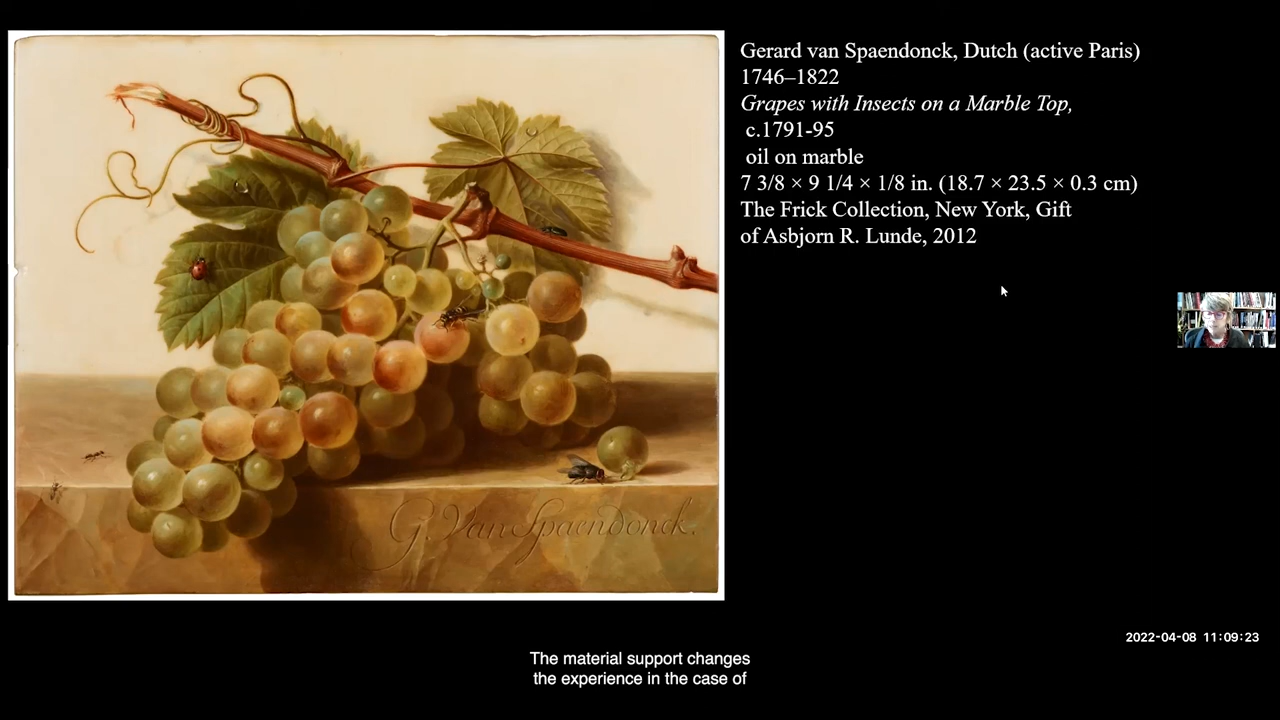 Gerard van Spaendonck, Dutch (active Paris)
1746–1822
Grapes with Insects on a Marble Top,
c.1791-95
oil on marble
7 3/8 × 9 1/4 × 1/8 in. (18.7 × 23.5 × 0.3 cm)
The Frick Collection, New York, Gift
of Asbjorn R. Lunde, 2012
G. Van Spaendonck.
2022-04-08 11:09:23
The material support changes
the experience in the case of